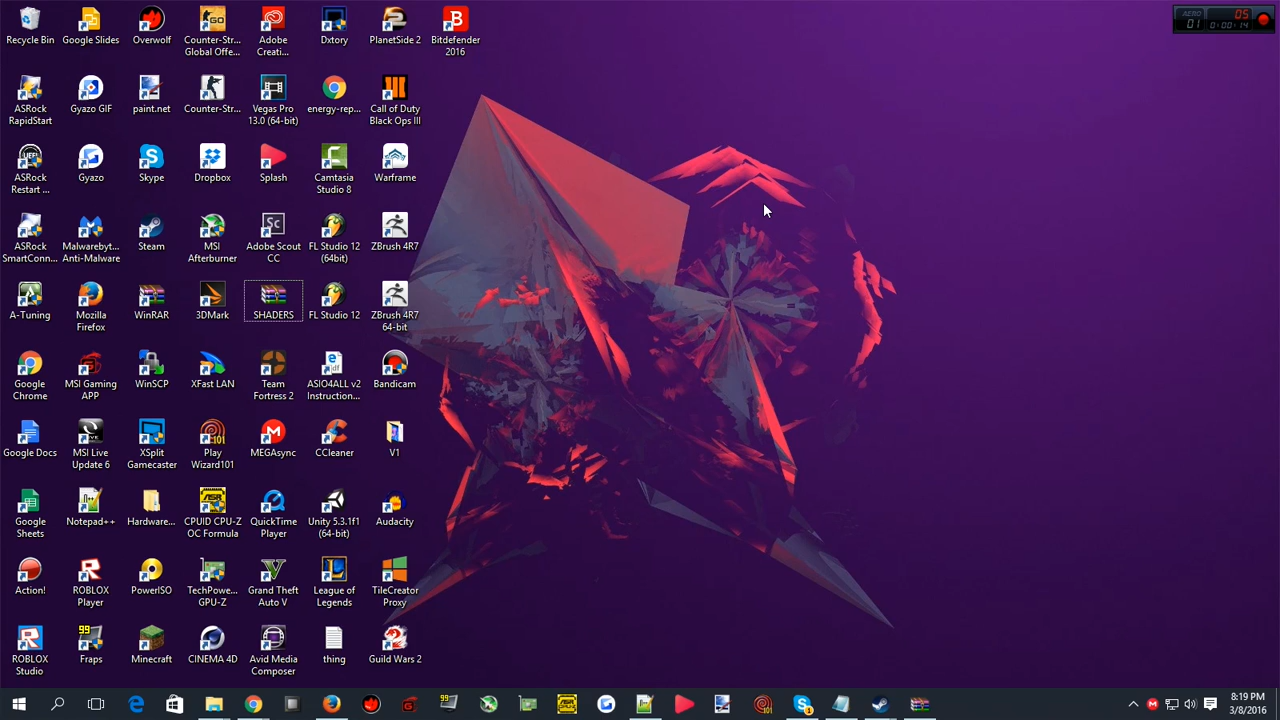 Recycle Bin
Google Slides
Overwolf
Counter-Str...
Global Offe...
Adobe
Creati...
Dxtory
PlanetSide 2
Bitdefender
2016
AERO
01
05
0:00:14
ASRock
RapidStart
Gyazo GIF
paint.net
Counter-Str...
Vegas Pro
13.0 (64-bit)
energy-rep...
Call of Duty
Black Ops III
ASRock
Restart ...
Gyazo
Skype
Dropbox
Splash
Camtasia
Studio 8
Warframe
ASRock
SmartConn...
Malwarebyt...
Anti-Malware
Steam
MSI
Afterburner
Sc
Adobe Scout
CC
FL Studio 12
(64bit)
ZBrush 4R7
A-Tuning
Mozilla
Firefox
WinRAR
3DMark
SHADERS
FL Studio 12
ZBrush 4R7
64-bit
Google
Chrome
MSI Gaming
APP
WinSCP
XFast LAN
Team
Fortress 2
ASIO4ALL v2
Instruction...
Bandicam
Google Docs
MSI Live
Update 6
XSplit
Gamecaster
Play
Wizard101
MEGAsync
CCleaner
V1
Google
Sheets
Notepad++
Hardware...
CPUID CPU-Z
OC Formula
QuickTime
Player
Unity 5.3.1f1
(64-bit)
Audacity
Action!
ROBLOX
Player
PowerISO
TechPowe...
GPU-Z
Grand Theft
Auto V
League of
Legends
TileCreator
Proxy
ROBLOX
Studio
99
Fraps
Minecraft
CINEMA 4D
Avid Media
Composer
thing
Guild Wars 2
8:19 PM
3/8/2016